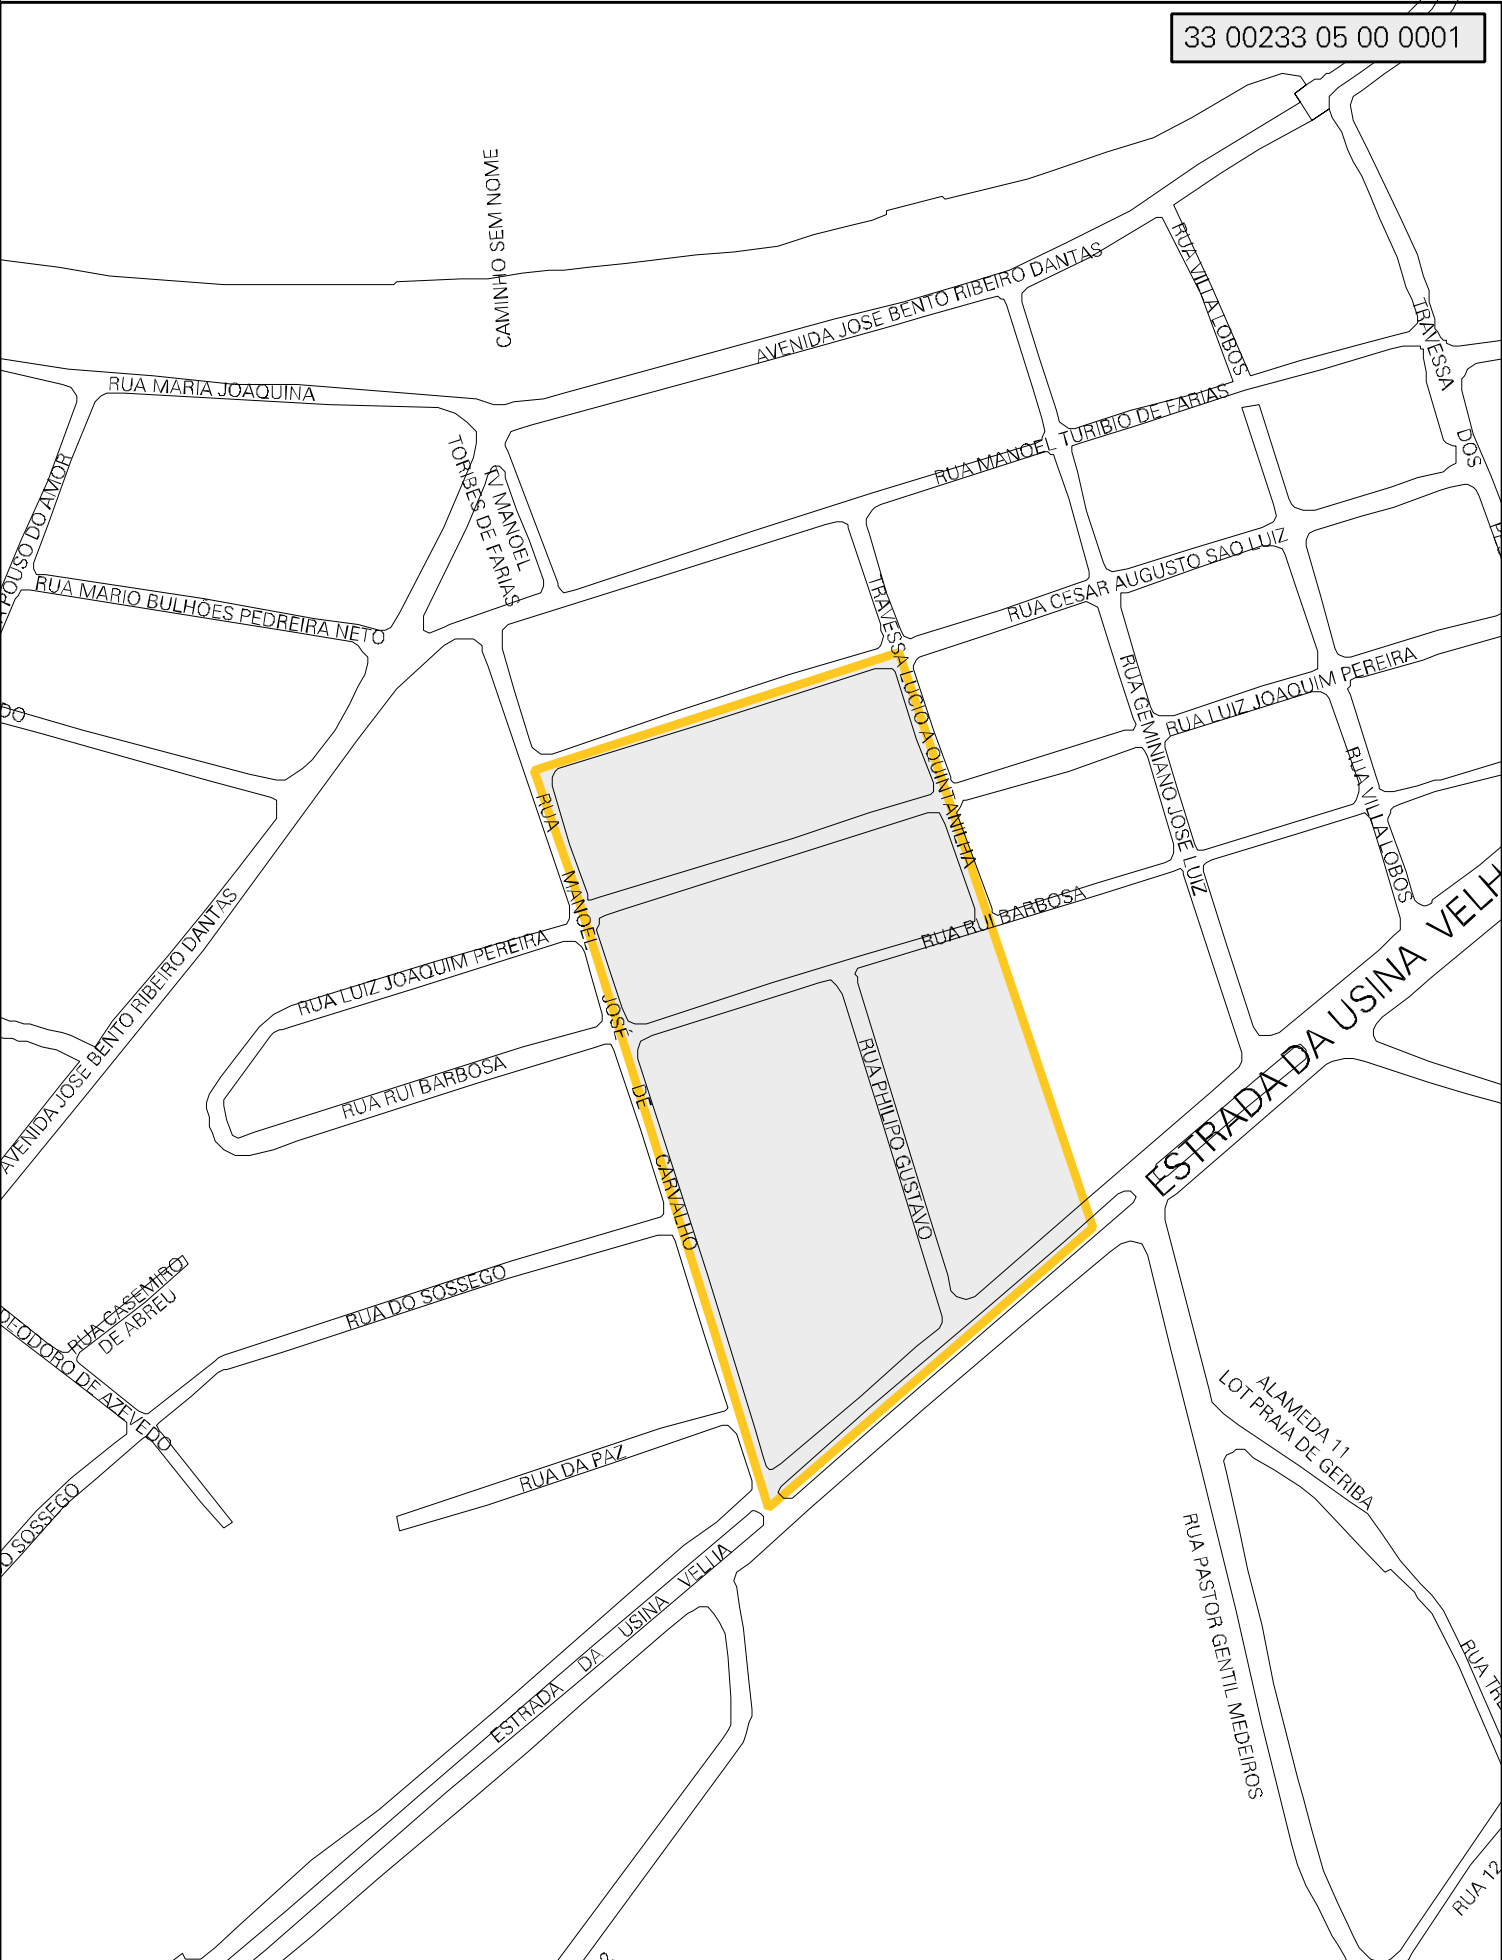 33 00233 05 00 0001
CAMINHO SEM NOME
AVENIDA JOSE BENTO RIBEIRO DANTAS
RUA VILLA LOBOS
TRAVESSA
DOS
RUA MARIA JOAQUINA
RUA MANOEL TURIBIO DE FARIAS
TV MANOEL
TORIBES DE FARIAS
POUSO DO AMOR
RUA MARIO BULHÕES PEDREIRA NETO
RUA CESAR AUGUSTO SAO LUIZ
TRAVESSA LUCIO A QUINTANILHA
RUA GEMINIANO JOSE LUIZ
RUA LUIZ JOAQUIM PEREIRA
RUA VILLA LOBOS
DO
RUA MANOEL JOSÉ DE CARVALHO
RUA RUI BARBOSA
ESTRADA DA USINA VELH
RUA LUIZ JOAQUIM PEREIRA
AVENIDA JOSE BENTO RIBEIRO DANTAS
RUA RUI BARBOSA
RUA PHILIPO GUSTAVO
RUA CASEMIRO
DE ABREU
DEODORO DE AZEVEDO
RUA DO SOSSEGO
O SOSSEGO
RUA DA PAZ
ALAMEDA 11
LOT PRAIA DE GERIBA
ESTRADA DA USINA VELHA
RUA PASTOR GENTIL MEDEIROS
RUA TRE
RUA 12